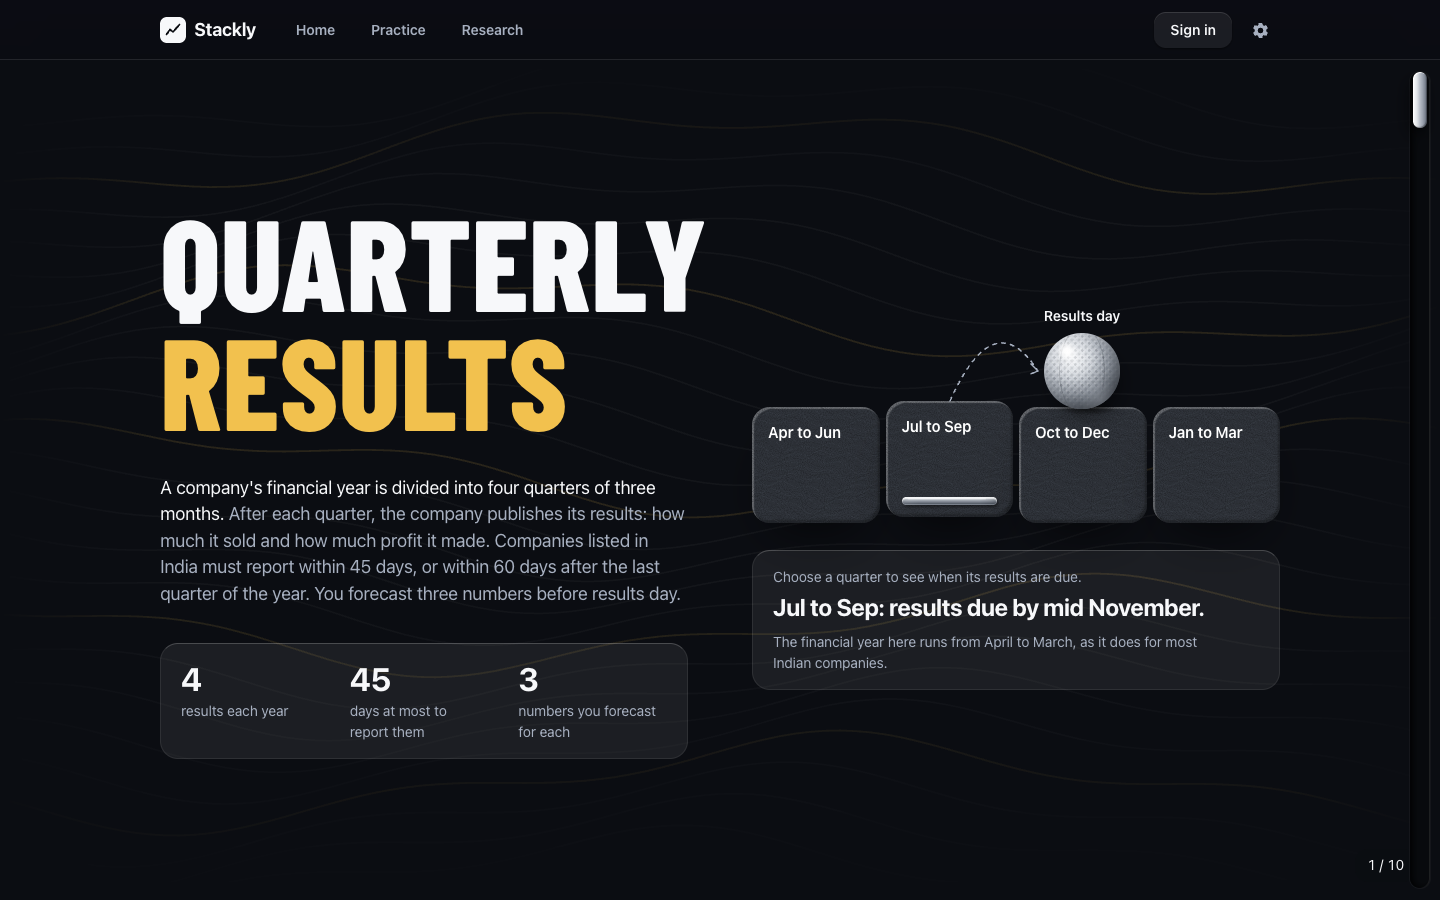 Stackly
Home
Practice
Research
Sign in
QUARTERLY
RESULTS
A company's financial year is divided into four quarters of three
months. After each quarter, the company publishes its results: how
much it sold and how much profit it made. Companies listed in
India must report within 45 days, or within 60 days after the last
quarter of the year. You forecast three numbers before results day.
4
results each year
45
days at most to
report them
3
numbers you forecast
for each
Results day
Apr to Jun
Jul to Sep
Oct to Dec
Jan to Mar
Choose a quarter to see when its results are due.
Jul to Sep: results due by mid November.
The financial year here runs from April to March, as it does for most
Indian companies.
1 / 10